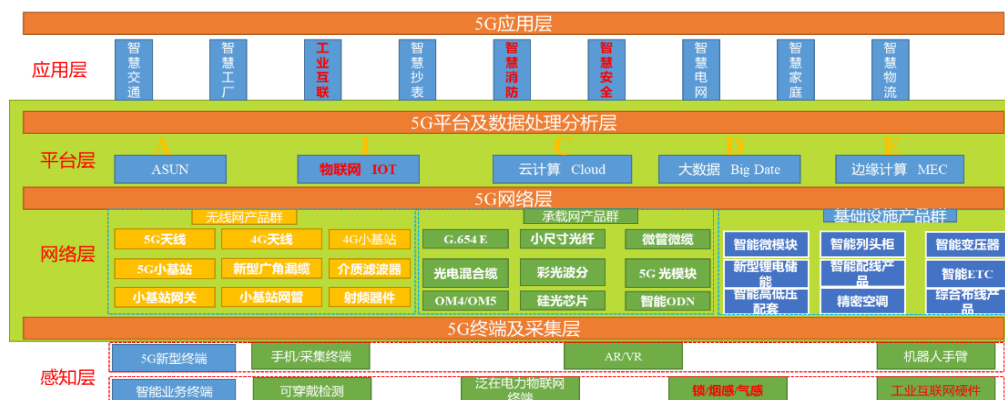 5G应用层
应用层
智慧交通
智慧工厂
工业互联
智慧抄表
智慧消防
智慧安全
智慧电网
智慧家庭
智慧物流
5G平台及数据处理分析层
平台层
A
I
C
D
E
ASUN
物联网 IOT
云计算 Cloud
大数据 Big Date
边缘计算 MEC
5G网络层
网络层
无线网产品群
承载网产品群
基础设施产品群
5G天线
4G天线
4G小基站
G.654 E
小尺寸光纤
微管微缆
智能微模块
智能列头柜
智能变压器
5G小基站
新型广角漏缆
介质滤波器
光电混合缆
彩光波分
5G 光模块
新型锂电储能
智能配线产品
智能ETC
小基站网关
小基站网管
射频器件
OM4/OM5
硅光芯片
智能ODN
智能高低压配套
精密空调
综合布线产品
5G终端及采集层
感知层
5G新型终端
手机/采集终端
AR/VR
机器人手臂
智能业务终端
可穿戴检测
泛在电力物联网
终端
锁/烟感/气感
工业互联网硬件